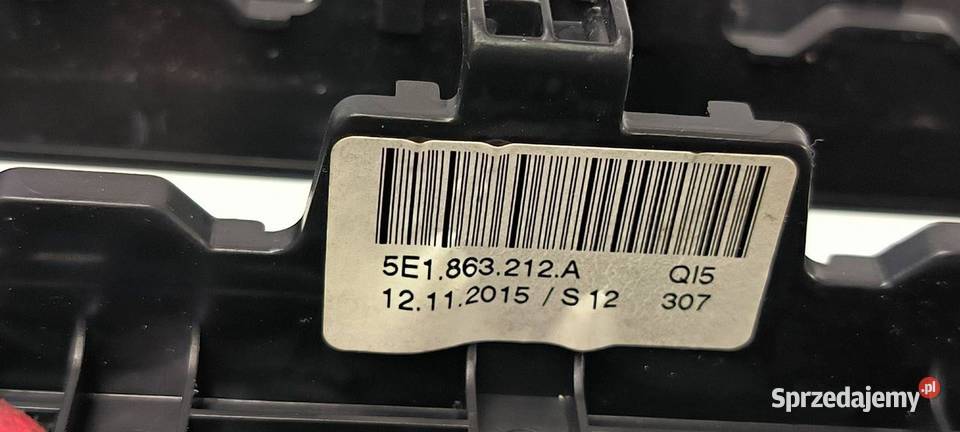 5E1.863.212.A QI5
12.11.2015 / S 12 307
Sprzedajemy.pl